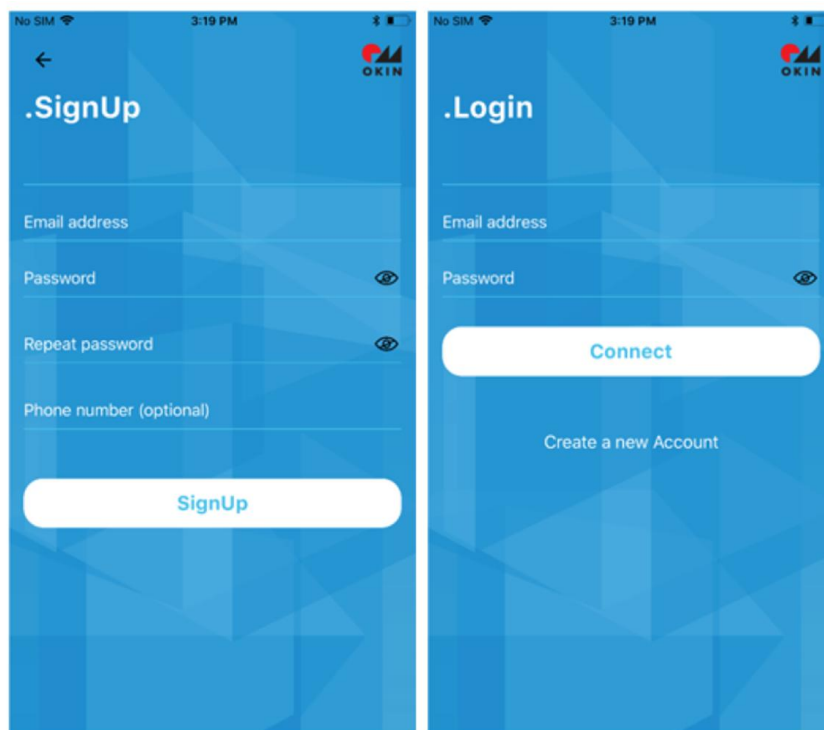 No SIM 3:19 PM
OKIN
.SignUp
Email address
Password
Repeat password
Phone number (optional)
SignUp
No SIM 3:19 PM
OKIN
.Login
Email address
Password
Connect
Create a new Account